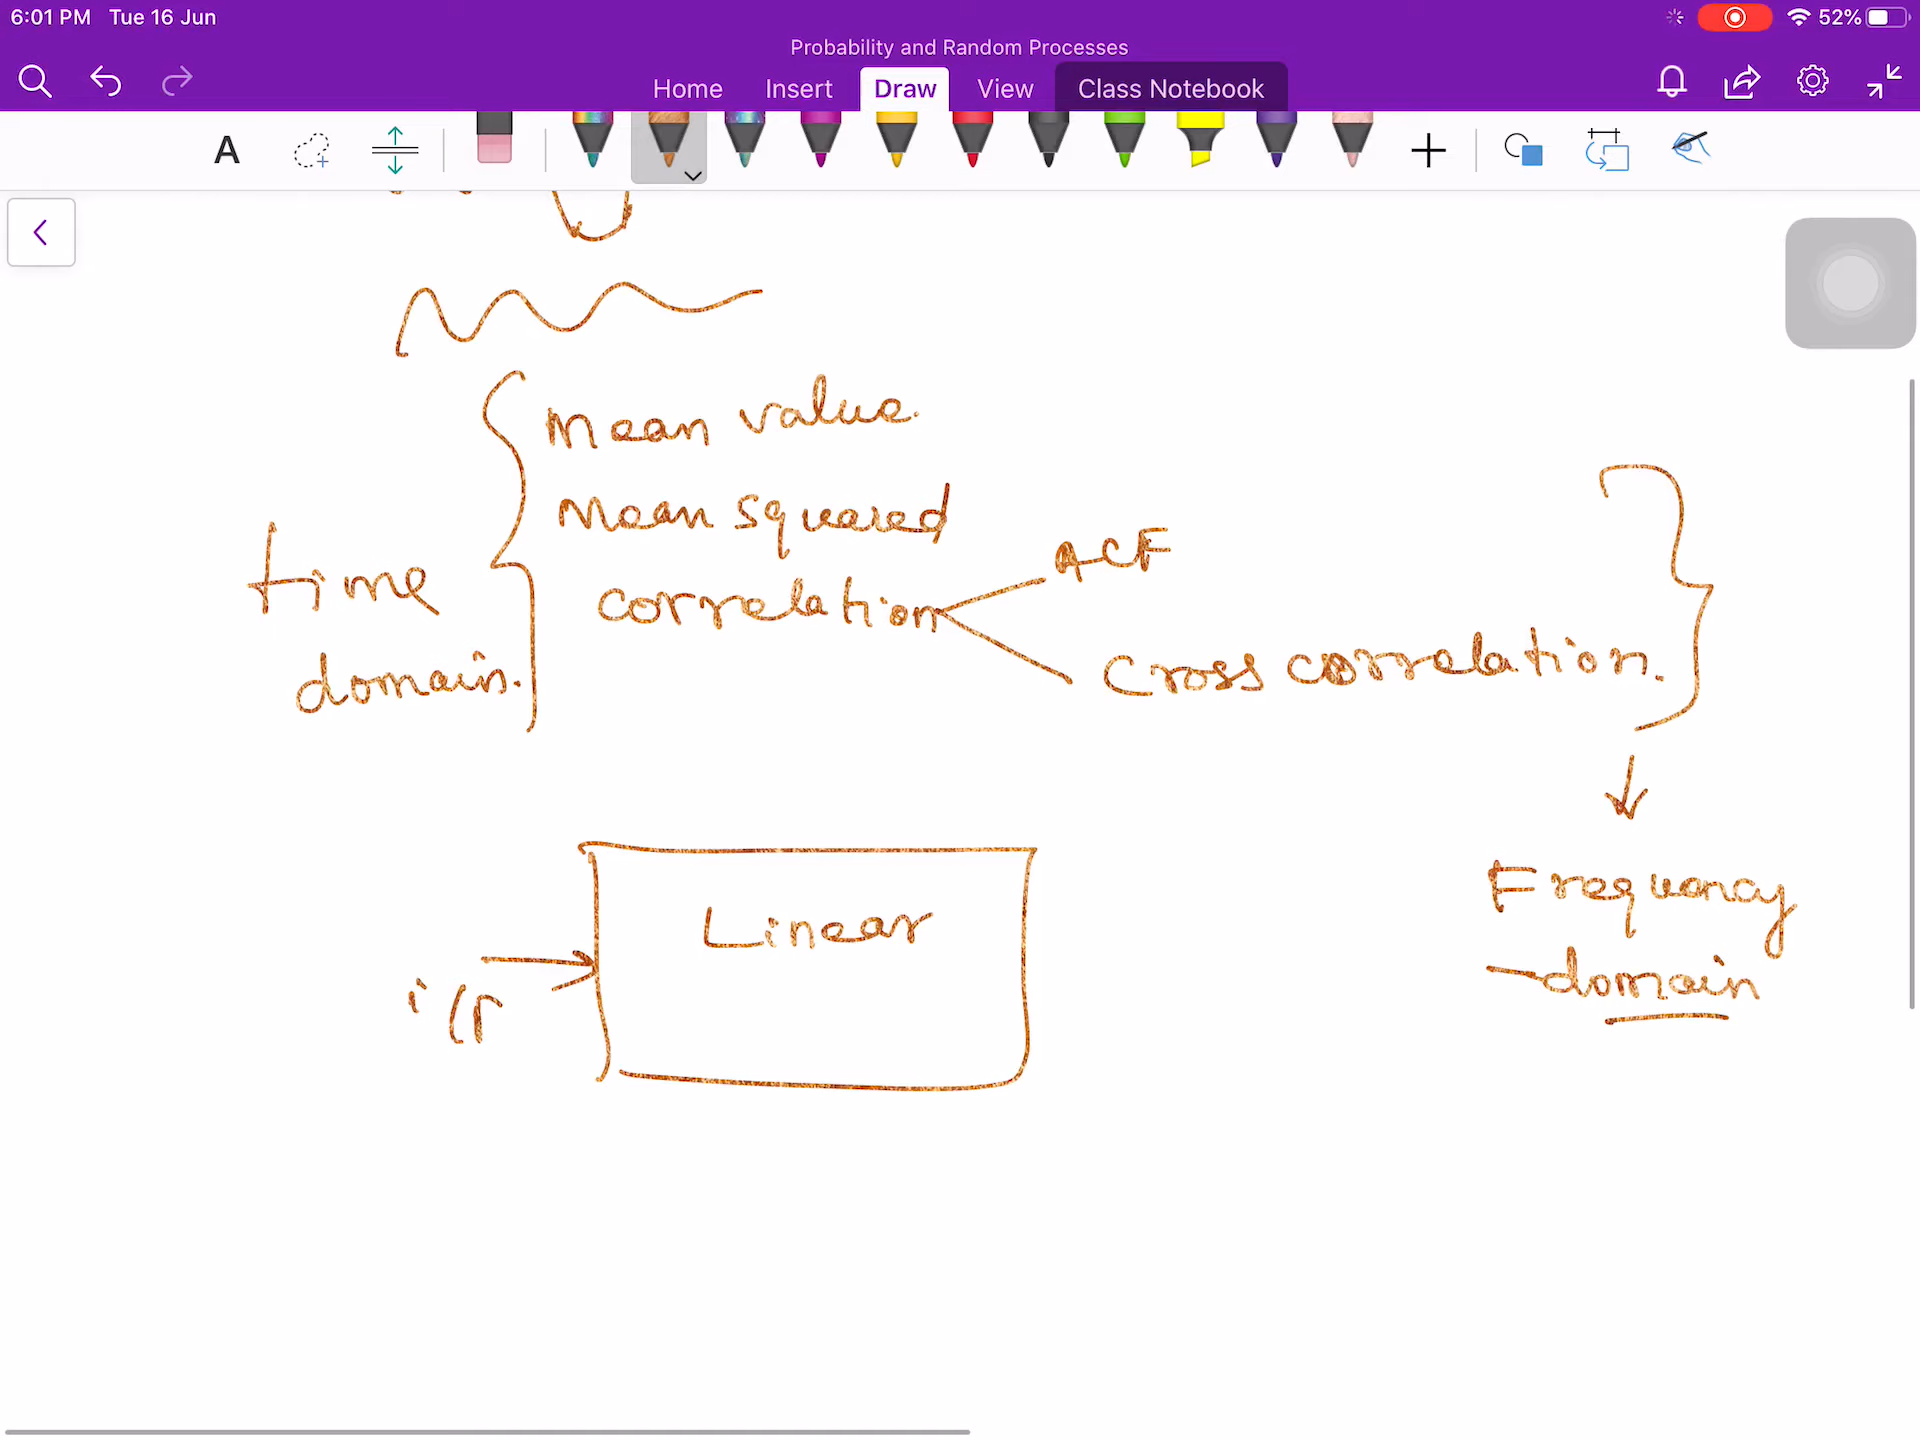 6:01 PM Tue 16 Jun 52%
Probability and Random Processes
Home Insert Draw View Class Notebook
A
Mean value.
Mean squared
time domain.
correlation
ACF
Cross correlation.
Frequency
domain
Linear
i/p